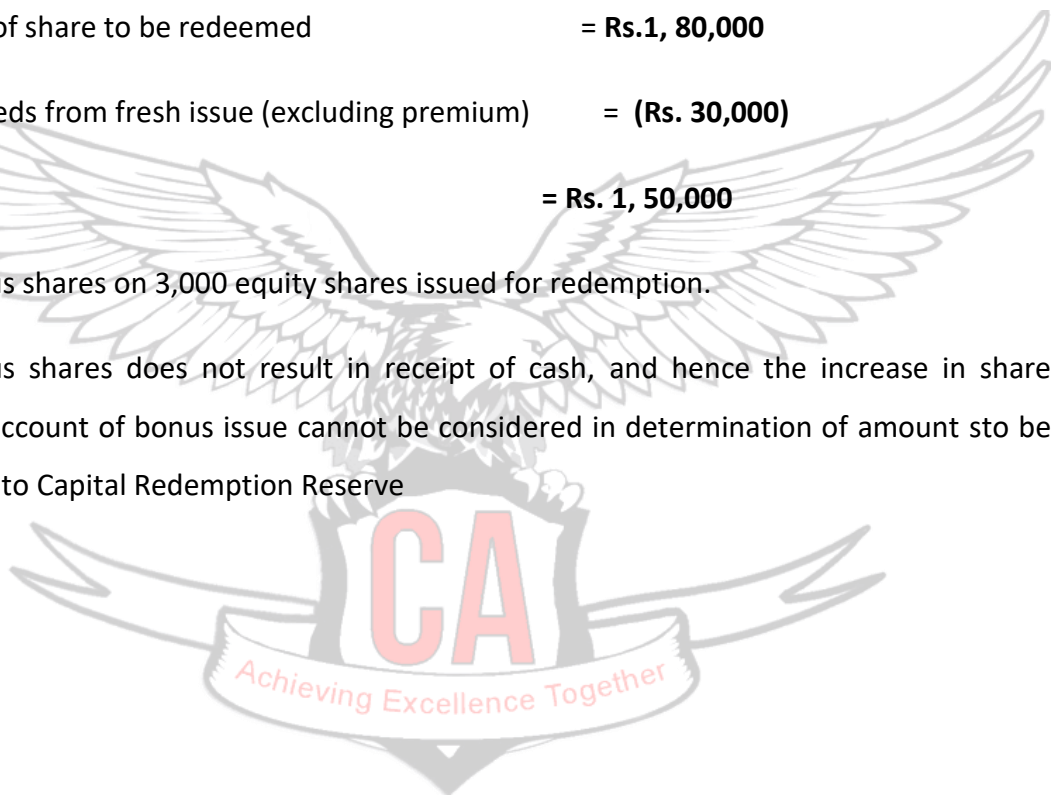 of share to be redeemed = Rs.1, 80,000
eds from fresh issue (excluding premium) = (Rs. 30,000)
= Rs. 1, 50,000
s shares on 3,000 equity shares issued for redemption.
s shares does not result in receipt of cash, and hence the increase in share
ccount of bonus issue cannot be considered in determination of amount sto be
to Capital Redemption Reserve
CA
Achieving Excellence Together